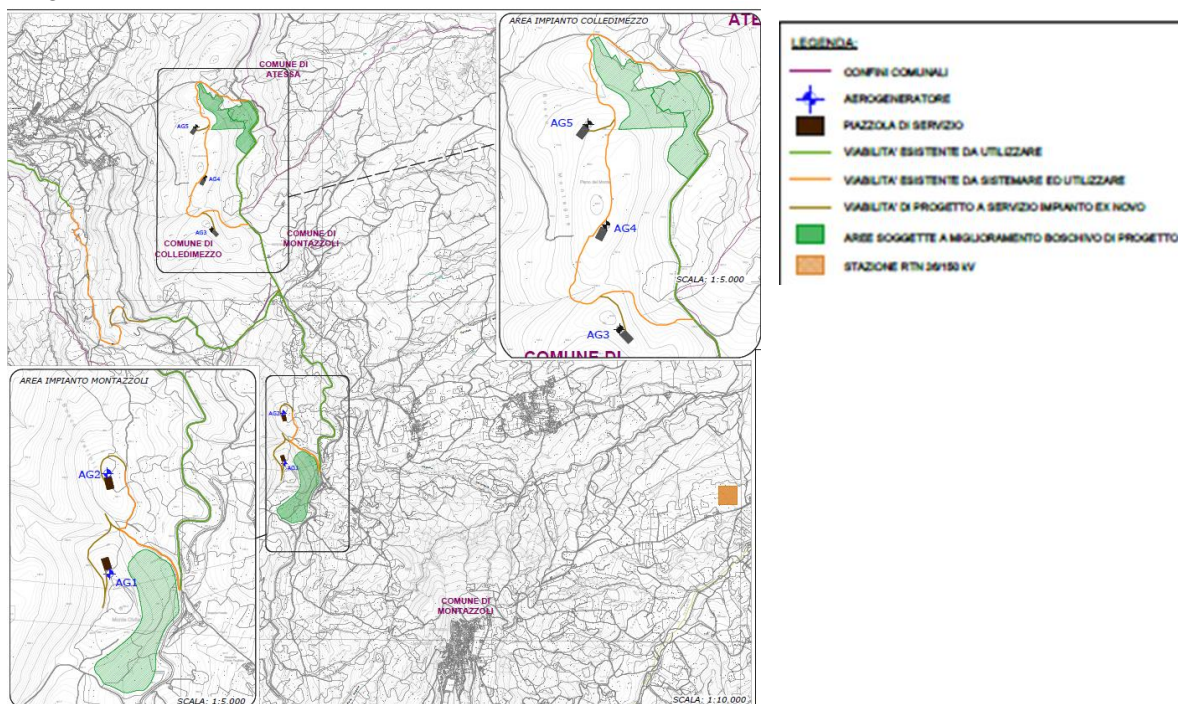 AREA IMPIANTO COLLEDIMEZZO
ATE
AG5
AG4
AG3
SCALA: 1:5.000
COMUNE DI
COMUNE DI
ATESSA
AG5
AG4
AG3
COMUNE DI
COLLEDIMEZZO
COMUNE DI
MONTAZZOLI
AREA IMPIANTO MONTAZZOLI
AG2
AG1
SCALA: 1:5.000
AG2
AG1
COMUNE DI
MONTAZZOLI
SCALA: 1:10.000
LEGENDA:
CONFINI COMUNALI
AEROGENERATORE
PIAZZOLA DI SERVIZIO
VIABILITA' ESISTENTE DA UTILIZZARE
VIABILITA' ESISTENTE DA SISTEMARE ED UTILIZZARE
VIABILITA' DI PROGETTO A SERVIZIO IMPIANTO EX NOVO
AREE SOGGETTE A MIGLIORAMENTO BOSCHIVO DI PROGETTO
STAZIONE RTN 36/150 kV